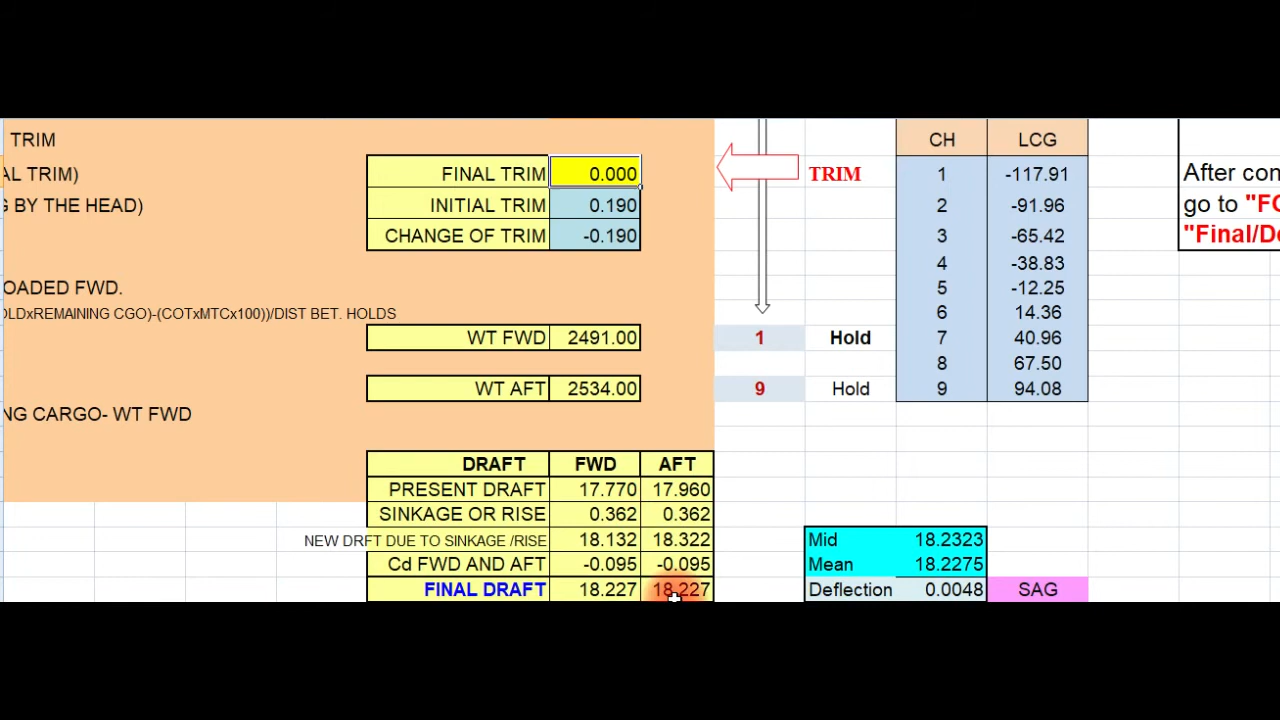 TRIM
CH LCG
AL TRIM) FINAL TRIM 0.000 TRIM 1 -117.91 After con
G BY THE HEAD) INITIAL TRIM 0.190 2 -91.96 go to "FO
CHANGE OF TRIM -0.190 3 -65.42 "Final/De
4 -38.83
OADED FWD. 5 -12.25
OLDxREMAINING CGO)-(COTxMTCx100))/DIST BET. HOLDS 6 14.36
WT FWD 2491.00 1 Hold 7 40.96
8 67.50
WT AFT 2534.00 9 Hold 9 94.08
NG CARGO- WT FWD
DRAFT FWD AFT
PRESENT DRAFT 17.770 17.960
SINKAGE OR RISE 0.362 0.362
NEW DRFT DUE TO SINKAGE /RISE 18.132 18.322 Mid 18.2323
Cd FWD AND AFT -0.095 -0.095 Mean 18.2275
FINAL DRAFT 18.227 18.227 Deflection 0.0048 SAG